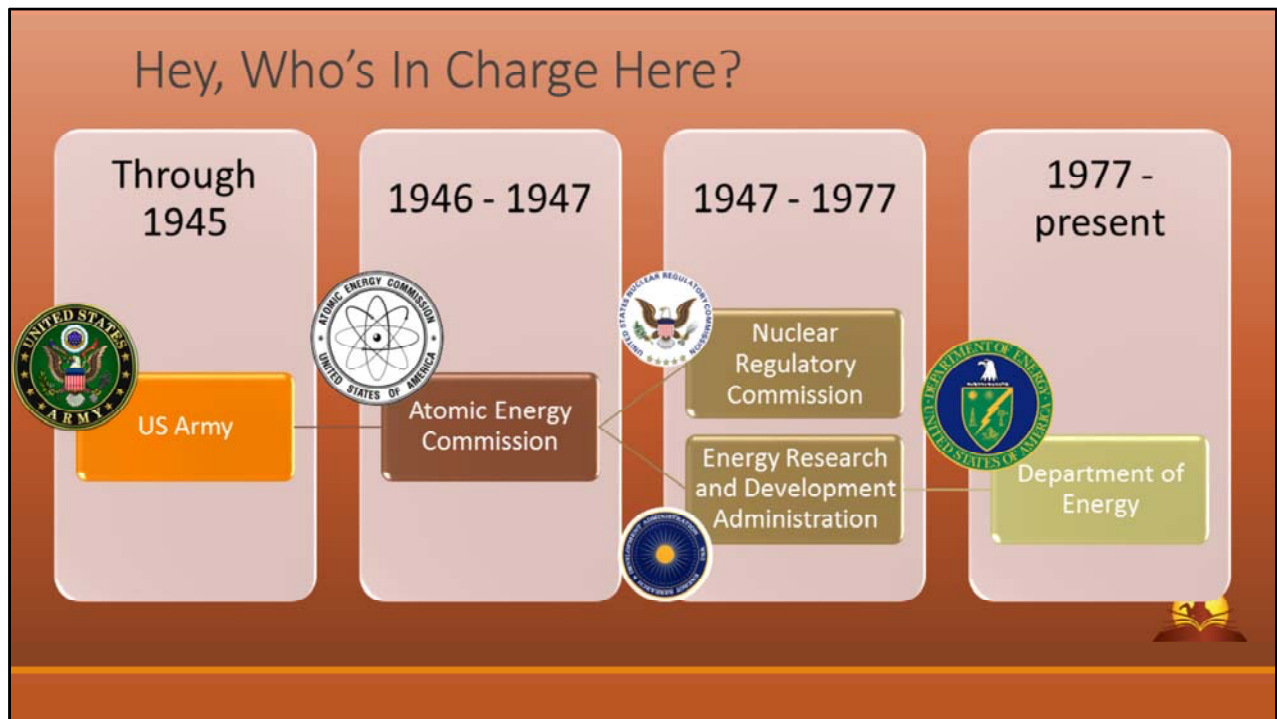 Hey, Who's In Charge Here?
Through
1945
UNITED STATES
ARMY
US Army
1946 - 1947
ATOMIC ENERGY COMMISSION
UNITED STATES OF AMERICA
Atomic Energy
Commission
1947 - 1977
UNITED STATES NUCLEAR REGULATORY COMMISSION
Nuclear
Regulatory
Commission
Energy Research
and Development
Administration
1977 -
present
DEPARTMENT OF ENERGY
UNITED STATES OF AMERICA
Department of
Energy